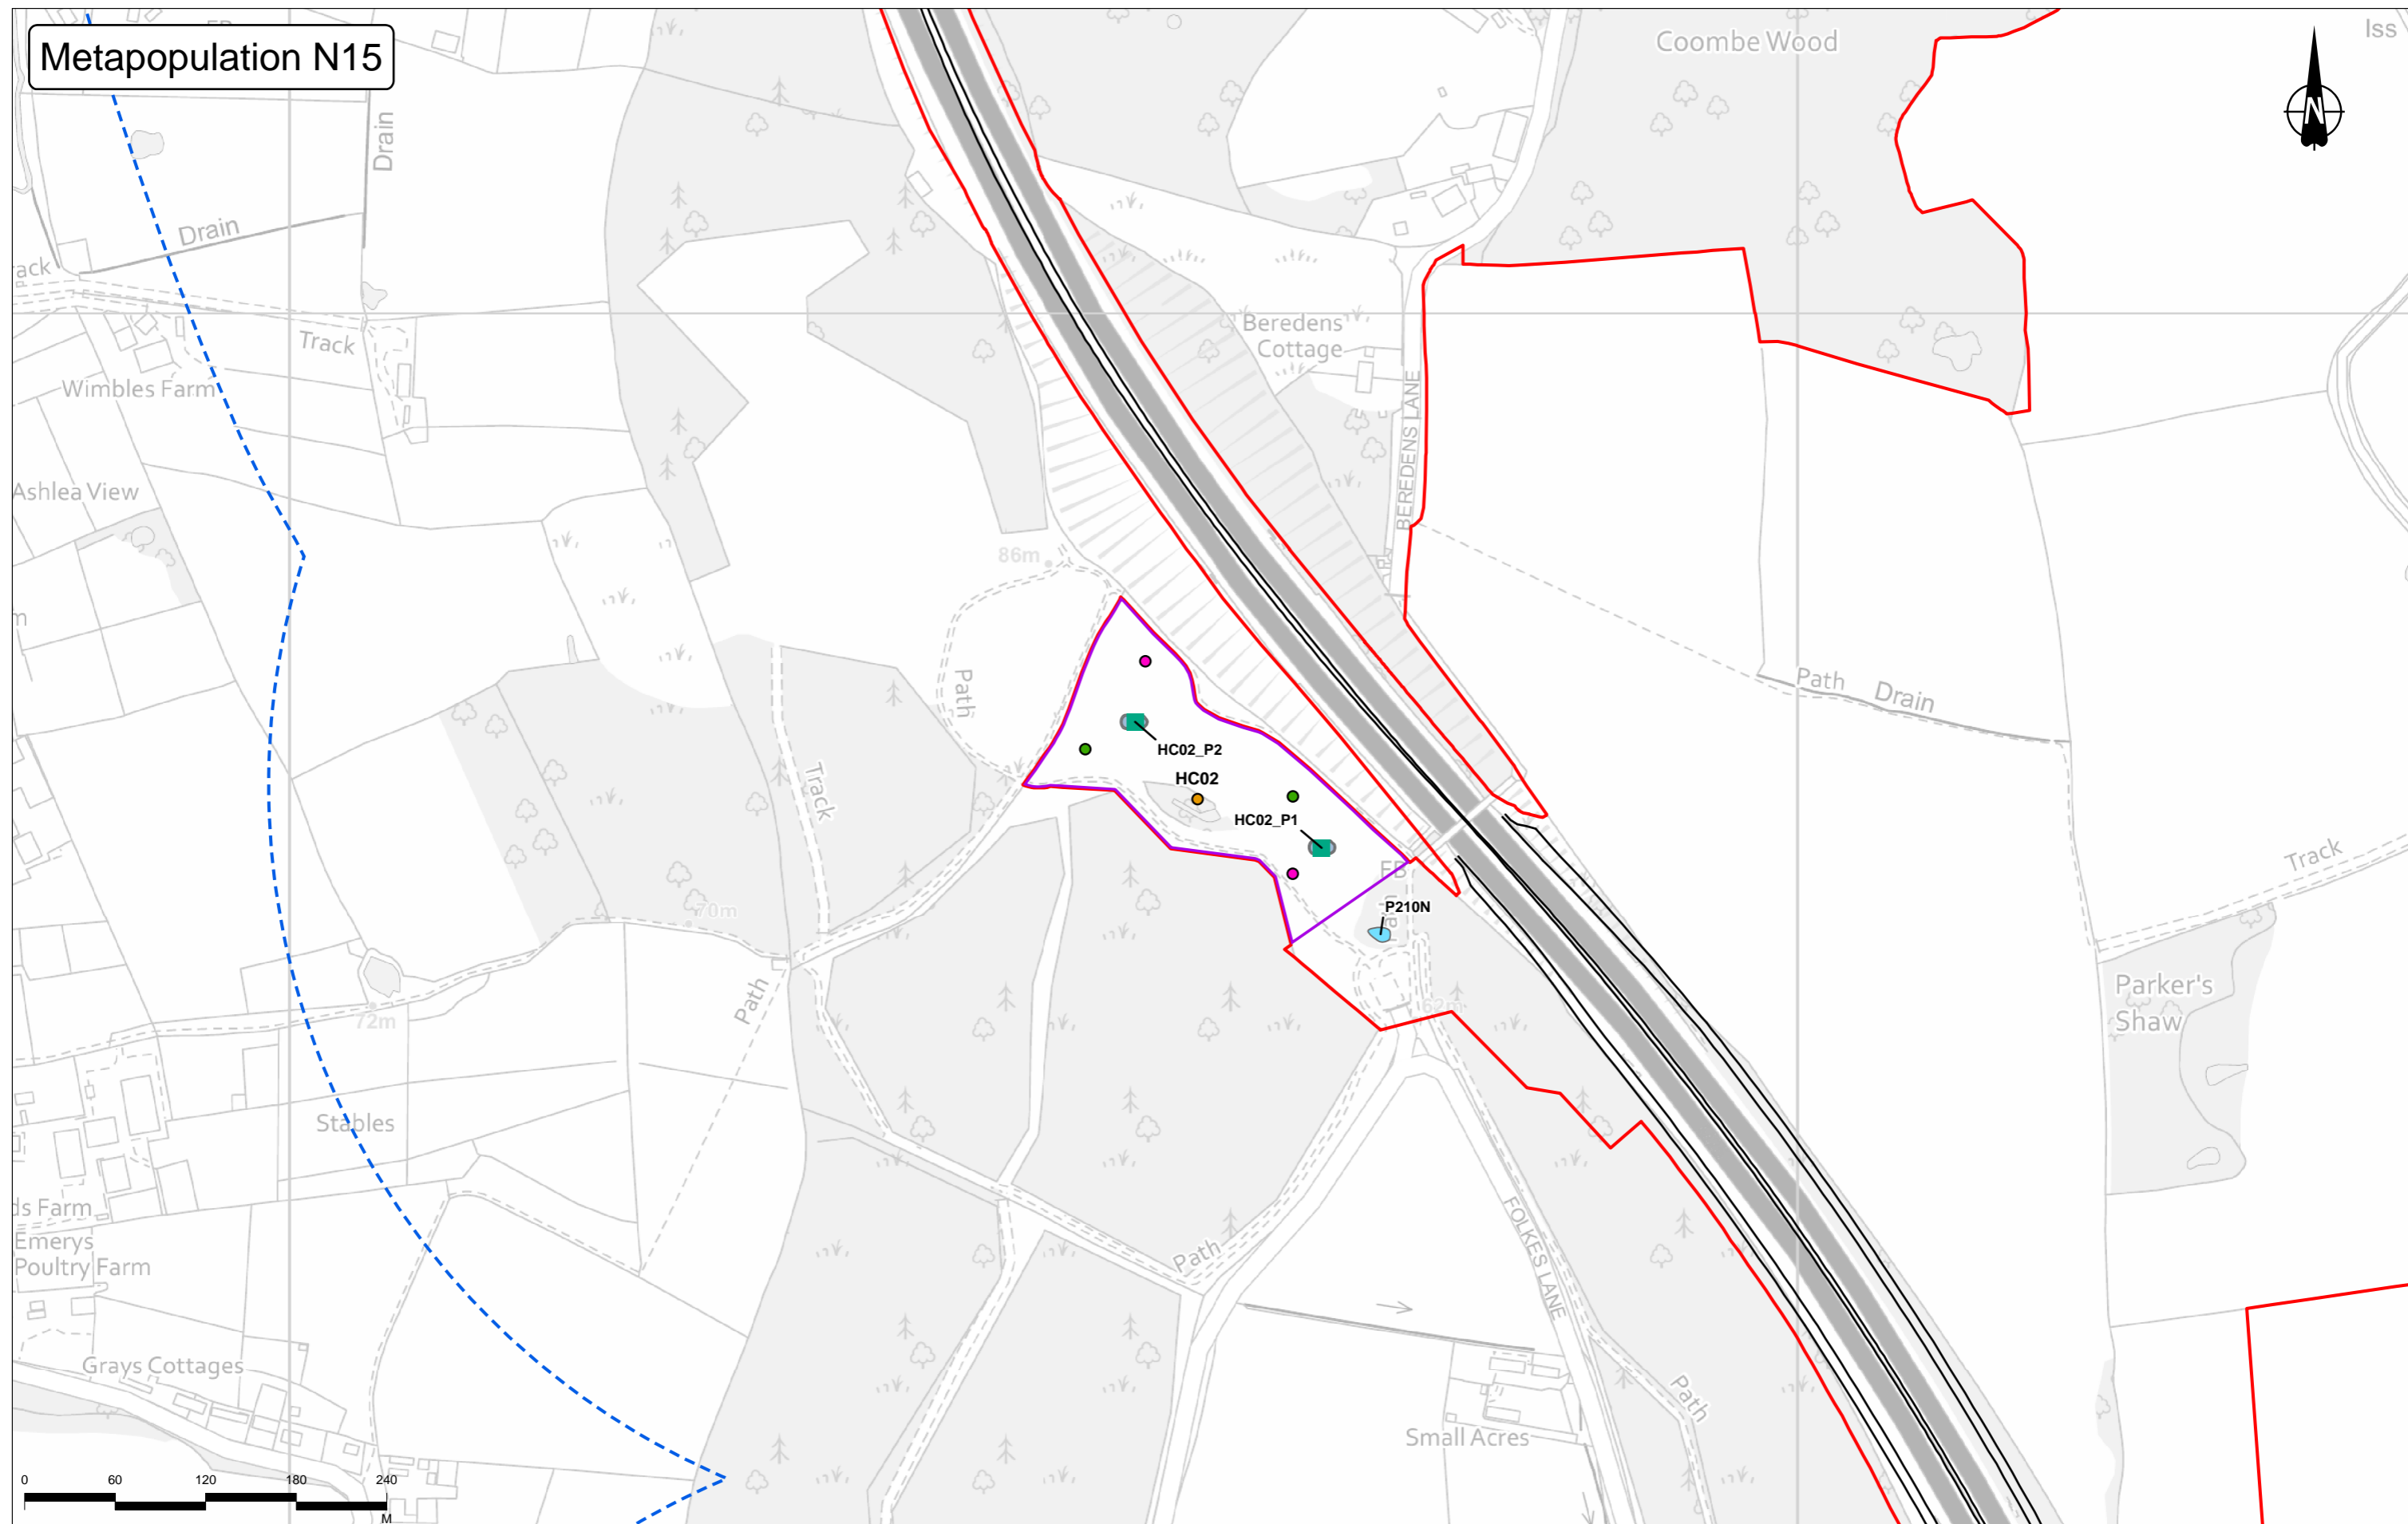 Metapopulation N15
Coombe Wood
Iss
N
Drain
Drain
ack
Track
Wimbles Farm
Beredens
Cottage
BEREDENS LANE
Ashlea View
86m
Path
HC02_P2
HC02
HC02_P1
Track
FB
P210N
Path
Drain
Track
70m
Path
72m
62m
Parker's
Shaw
Stables
ds Farm
Emerys
Poultry Farm
Path
FOLKES LANE
Grays Cottages
Path
Small Acres
0 60 120 180 240
M